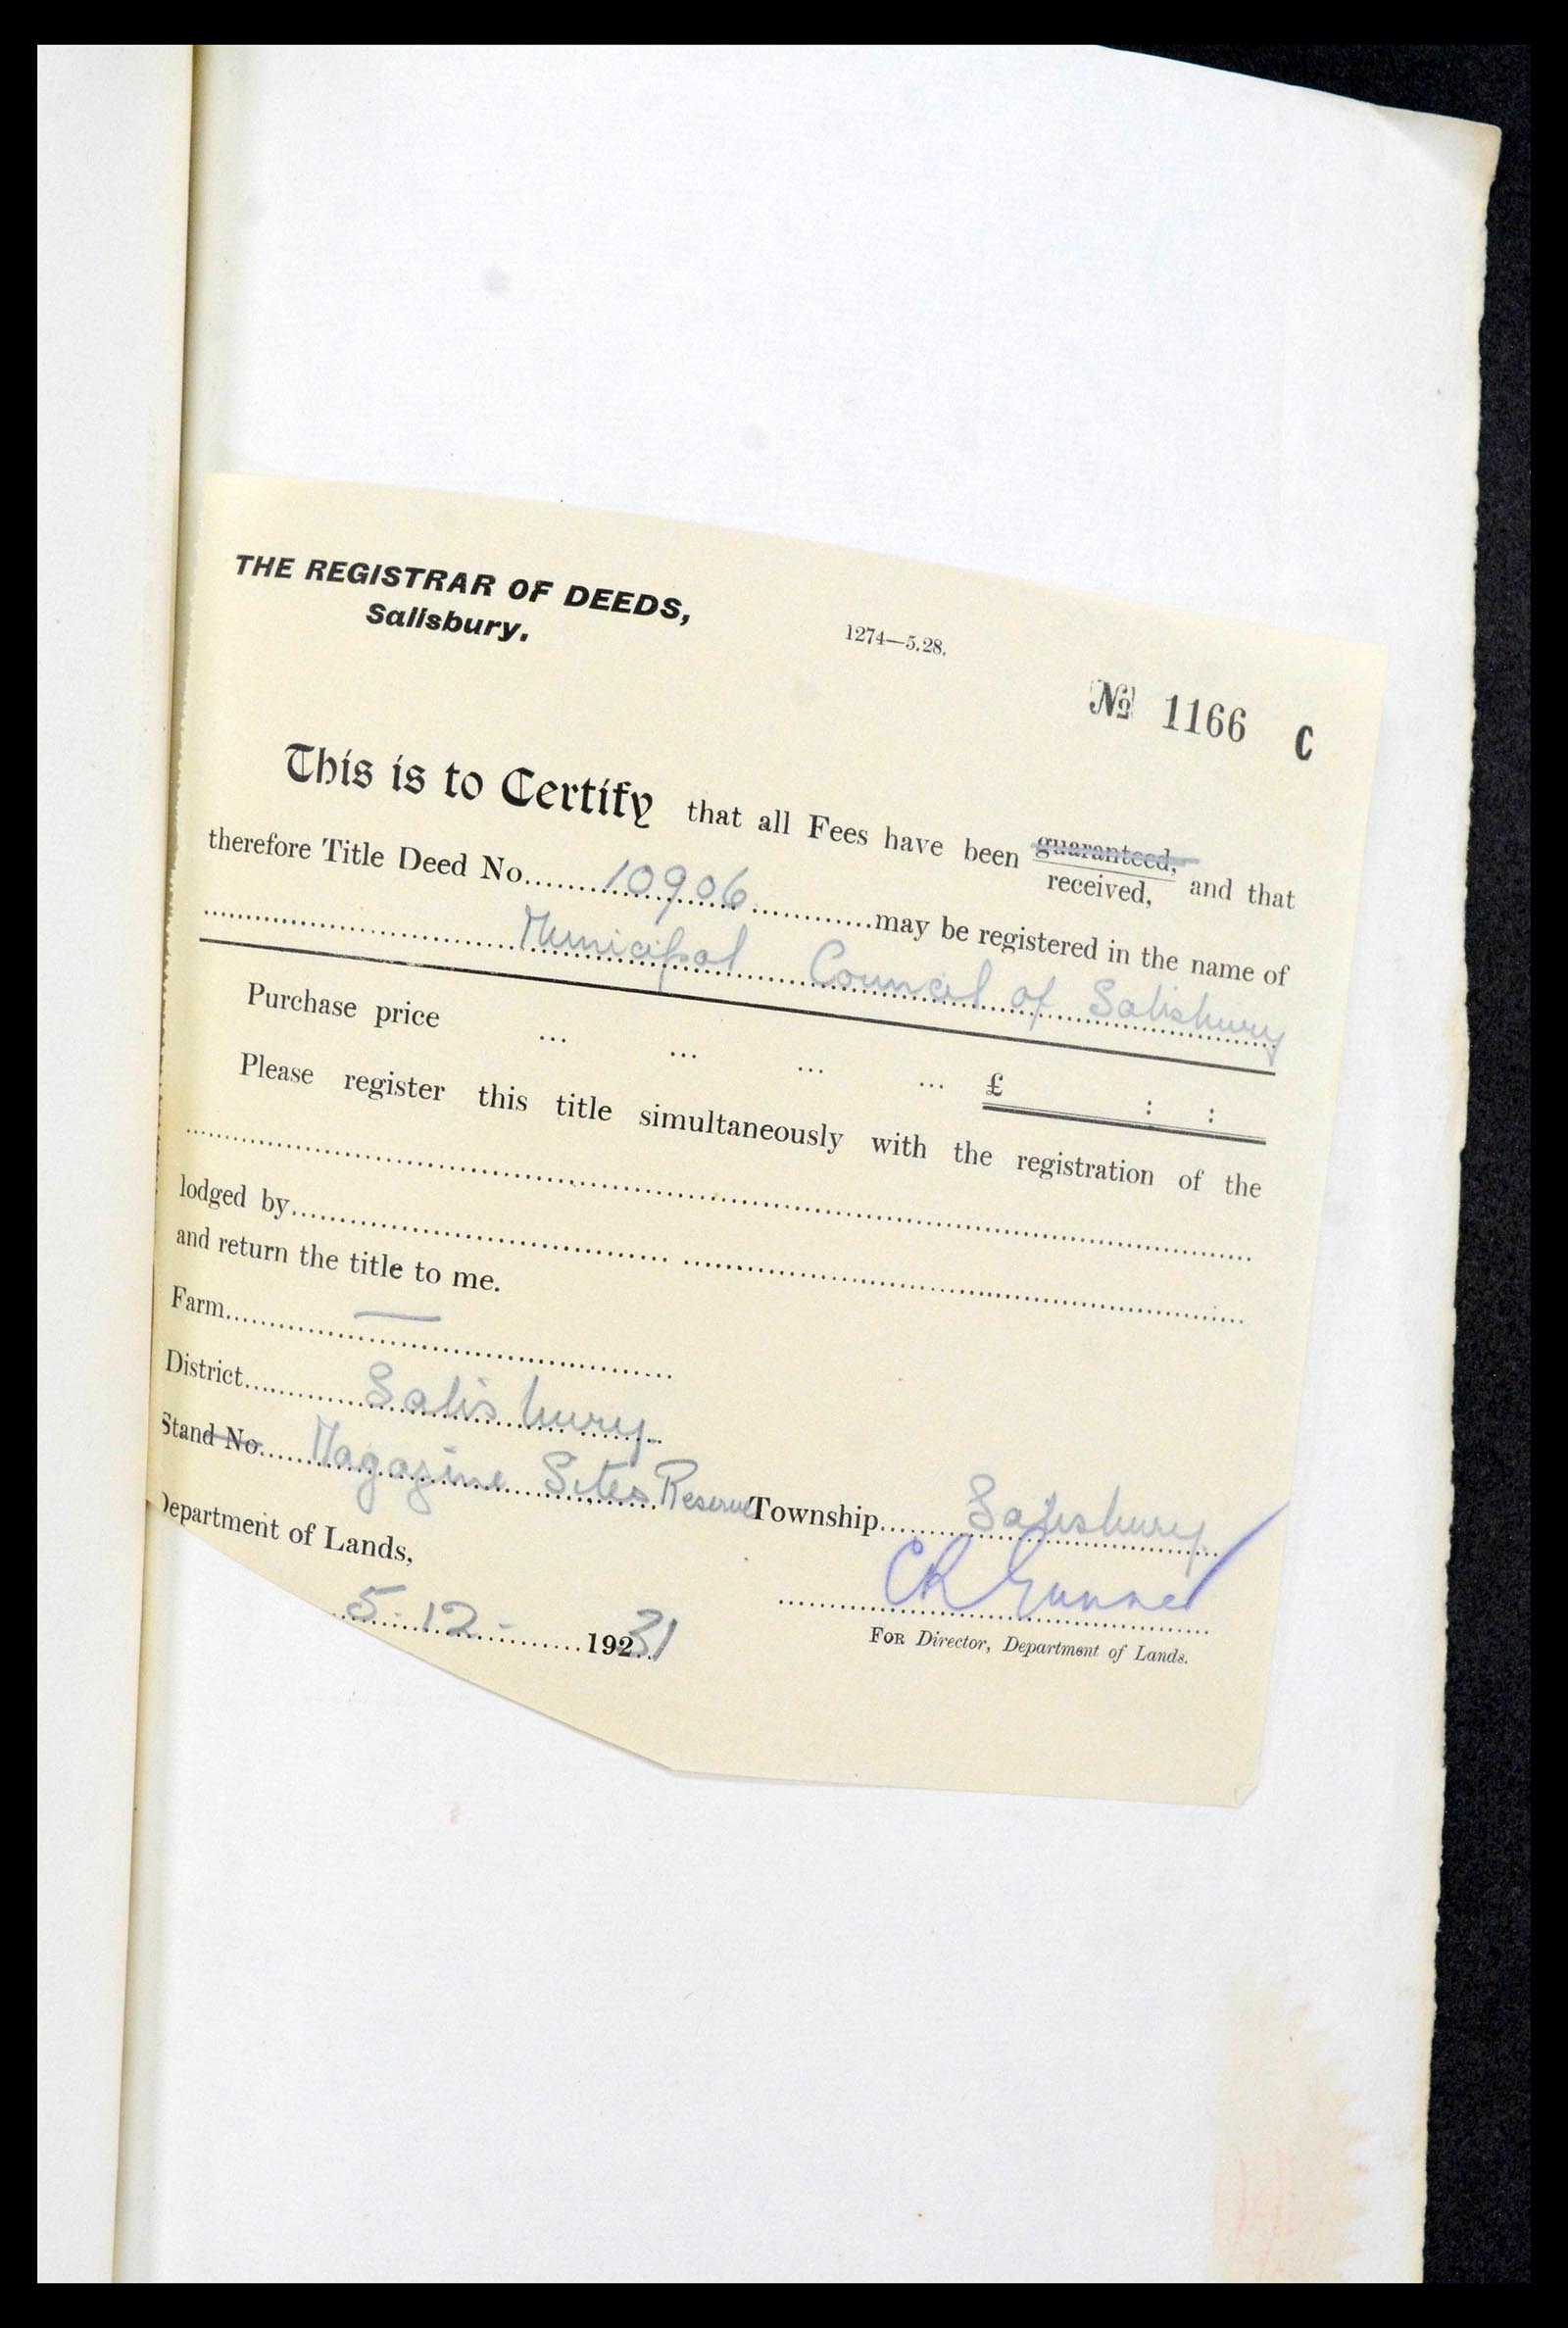 THE REGISTRAR OF DEEDS,
Salisbury.
1274—5.28.
№ 1166 C
This is to Certify that all Fees have been guaranteed, and that
received,
therefore Title Deed No. 10906 may be registered in the name of
Municipal Council of Salisbury
Purchase price ... ... ... ... £ : :
Please register this title simultaneously with the registration of the
lodged by
and return the title to me.
Farm —
District Salisbury
Stand No. Magazine Sites Reserve Township Salisbury
Department of Lands,
5-12- 192 31
FOR Director, Department of Lands.